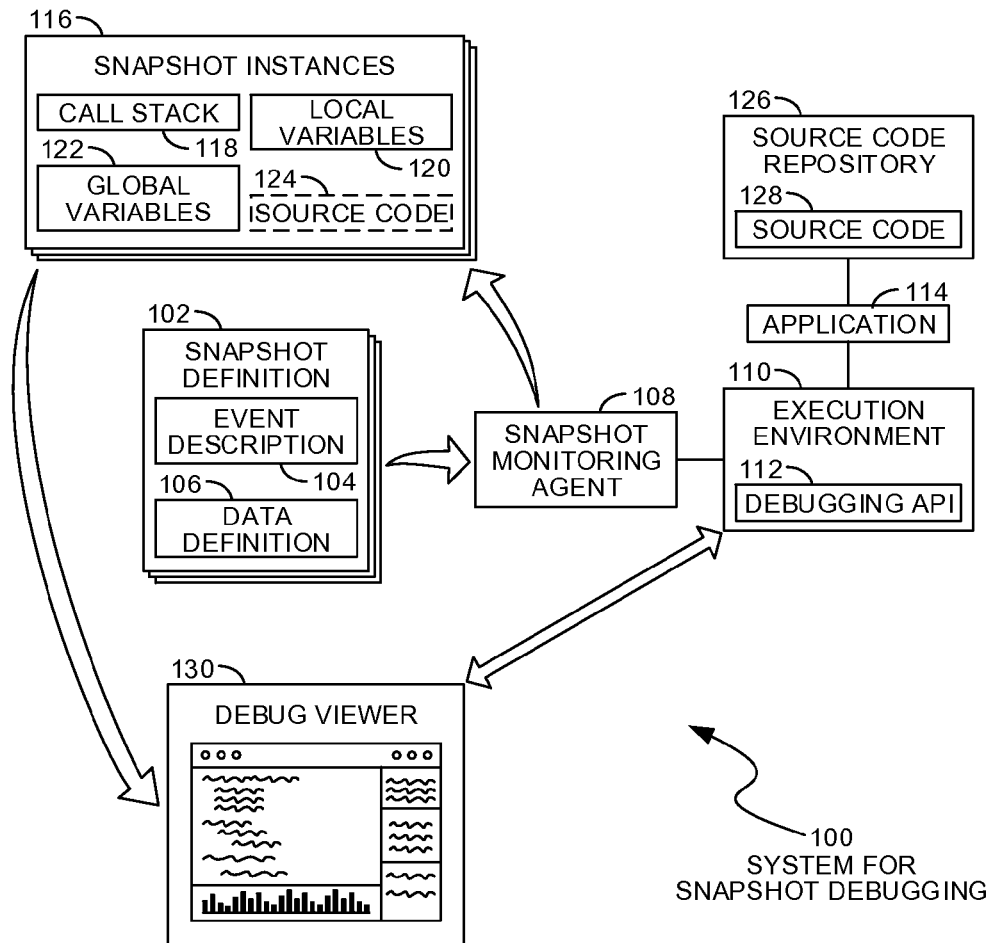 116
SNAPSHOT INSTANCES
CALL STACK
118
LOCAL
VARIABLES
120
122
GLOBAL
VARIABLES
124
SOURCE CODE
126
SOURCE CODE
REPOSITORY
128
SOURCE CODE
114
APPLICATION
102
SNAPSHOT
DEFINITION
EVENT
DESCRIPTION
104
106
DATA
DEFINITION
108
SNAPSHOT
MONITORING
AGENT
110
EXECUTION
ENVIRONMENT
112
DEBUGGING API
130
DEBUG VIEWER
100
SYSTEM FOR
SNAPSHOT DEBUGGING